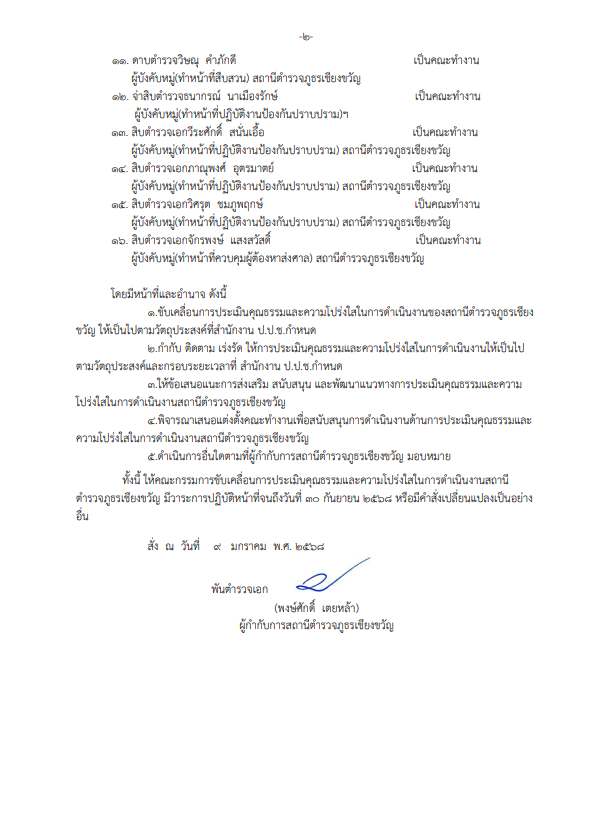 -๒-
๑๑. ดาบตำรวจวิษณุ คำภักดี เป็นคณะทำงาน
ผู้บังคับหมู่(ทำหน้าที่สืบสวน) สถานีตำรวจภูธรเชียงขวัญ
๑๒. จ่าสิบตำรวจธนากรณ์ นาเมืองรักษ์ เป็นคณะทำงาน
ผู้บังคับหมู่(ทำหน้าที่ปฏิบัติงานป้องกันปราบปราม)ฯ
๑๓. สิบตำรวจเอกวีระศักดิ์ สนั่นเอื้อ เป็นคณะทำงาน
ผู้บังคับหมู่(ทำหน้าที่ปฏิบัติงานป้องกันปราบปราม) สถานีตำรวจภูธรเชียงขวัญ
๑๔. สิบตำรวจเอกภาณุพงศ์ อุตรมาตย์ เป็นคณะทำงาน
ผู้บังคับหมู่(ทำหน้าที่ปฏิบัติงานป้องกันปราบปราม) สถานีตำรวจภูธรเชียงขวัญ
๑๕. สิบตำรวจเอกวิศรุต ชมภูพฤกษ์ เป็นคณะทำงาน
ผู้บังคับหมู่(ทำหน้าที่ปฏิบัติงานป้องกันปราบปราม) สถานีตำรวจภูธรเชียงขวัญ
๑๖. สิบตำรวจเอกจักรพงษ์ แสงสวัสดิ์ เป็นคณะทำงาน
ผู้บังคับหมู่(ทำหน้าที่ควบคุมผู้ต้องหาส่งศาล) สถานีตำรวจภูธรเชียงขวัญ
โดยมีหน้าที่และอำนาจ ดังนี้
๑.ขับเคลื่อนการประเมินคุณธรรมและความโปร่งใสในการดำเนินงานของสถานีตำรวจภูธรเชียง
ขวัญ ให้เป็นไปตามวัตถุประสงค์ที่สำนักงาน ป.ป.ช.กำหนด
๒.กำกับ ติดตาม เร่งรัด ให้การประเมินคุณธรรมและความโปร่งใสในการดำเนินงานให้เป็นไป
ตามวัตถุประสงค์และกรอบระยะเวลาที่ สำนักงาน ป.ป.ช.กำหนด
๓.ให้ข้อเสนอแนะการส่งเสริม สนับสนุน และพัฒนาแนวทางการประเมินคุณธรรมและความ
โปร่งใสในการดำเนินงานสถานีตำรวจภูธรเชียงขวัญ
๔.พิจารณาเสนอแต่งตั้งคณะทำงานเพื่อสนับสนุนการดำเนินงานด้านการประเมินคุณธรรมและ
ความโปร่งใสในการดำเนินงานสถานีตำรวจภูธรเชียงขวัญ
๕.ดำเนินการอื่นใดตามที่ผู้กำกับการสถานีตำรวจภูธรเชียงขวัญ มอบหมาย
ทั้งนี้ ให้คณะกรรมการขับเคลื่อนการประเมินคุณธรรมและความโปร่งใสในการดำเนินงานสถานี
ตำรวจภูธรเชียงขวัญ มีวาระการปฏิบัติหน้าที่จนถึงวันที่ ๓๐ กันยายน ๒๕๖๘ หรือมีคำสั่งเปลี่ยนแปลงเป็นอย่าง
อื่น
สั่ง ณ วันที่ ๙ มกราคม พ.ศ. ๒๕๖๘
พันตำรวจเอก
(พงษ์ศักดิ์ เตยหล้า)
ผู้กำกับการสถานีตำรวจภูธรเชียงขวัญ